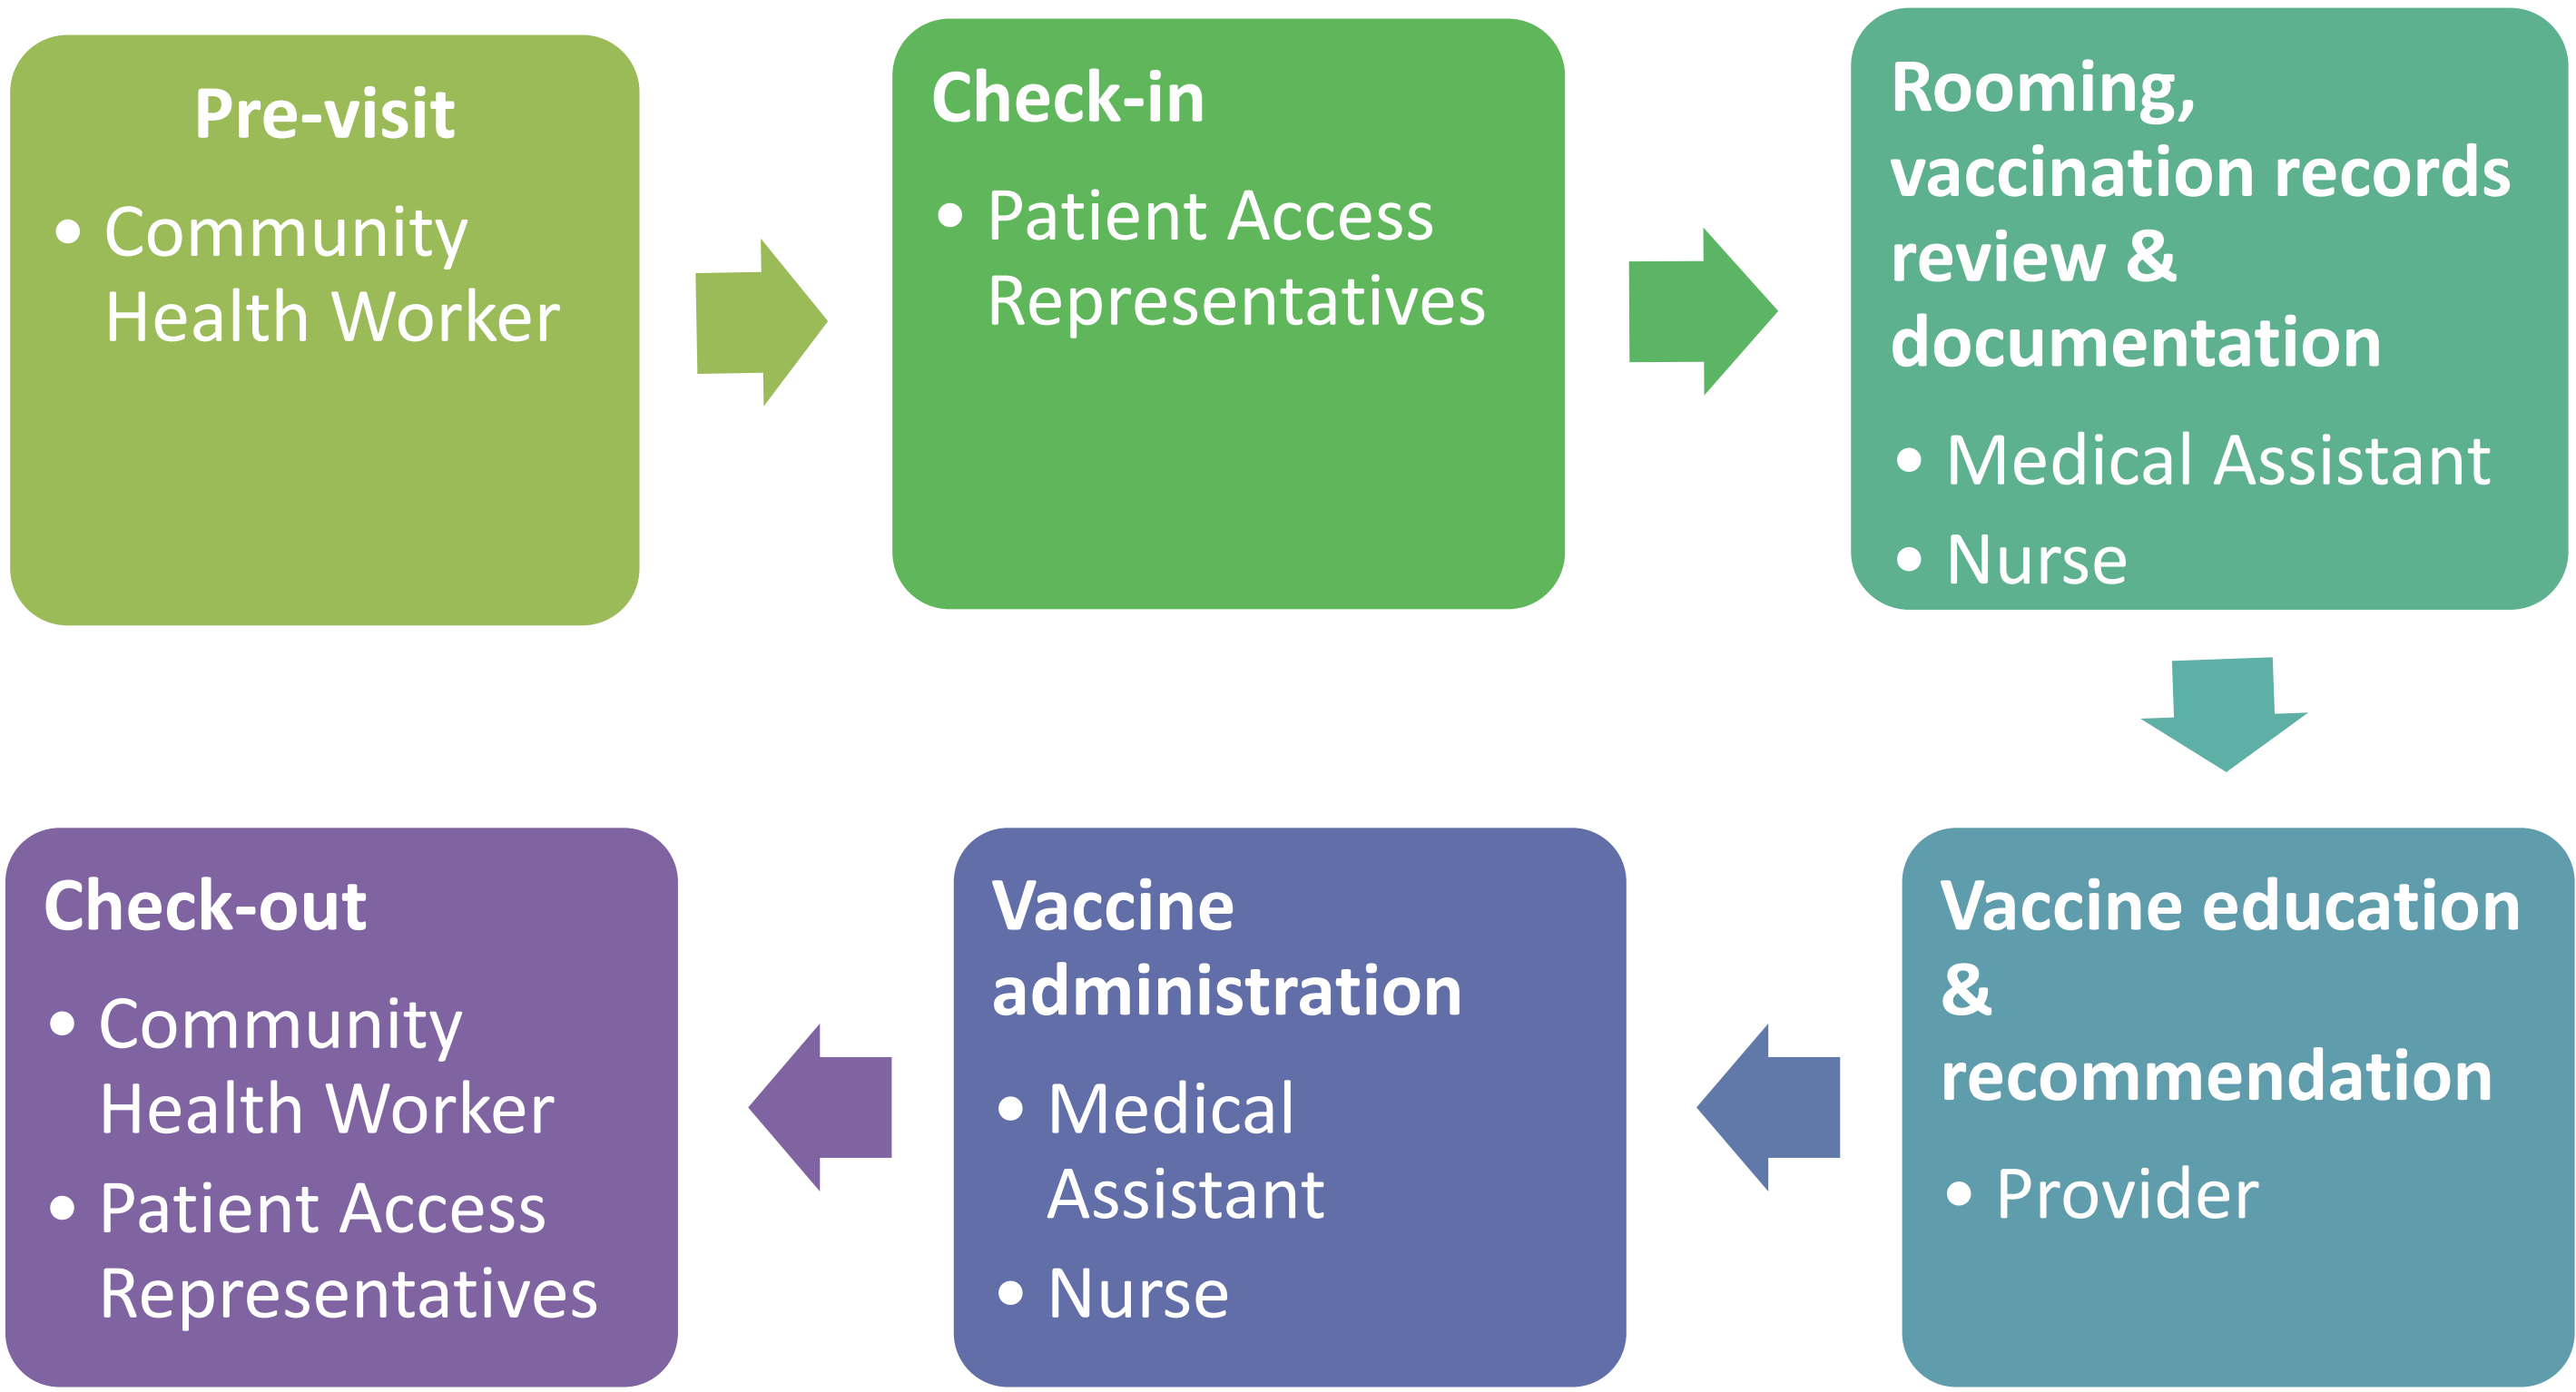 Pre-visit
• Community
Health Worker
Check-in
• Patient Access
Representatives
Rooming,
vaccination records
review &
documentation
• Medical Assistant
• Nurse
Vaccine education
&
recommendation
• Provider
Vaccine
administration
• Medical
Assistant
• Nurse
Check-out
• Community
Health Worker
• Patient Access
Representatives